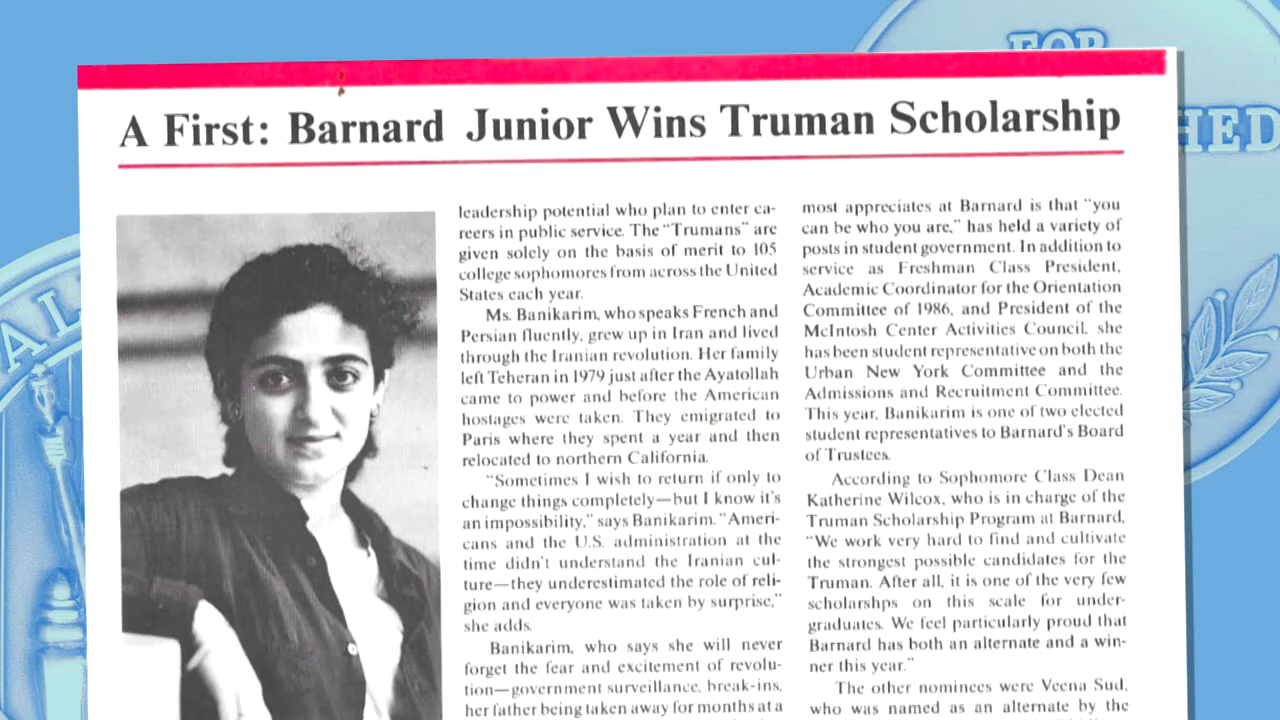 FOR
HED
AL
A First: Barnard Junior Wins Truman Scholarship
leadership potential who plan to enter ca-
reers in public service. The “Trumans” are
given solely on the basis of merit to 105
college sophomores from across the United
States each year.
Ms. Banikarim, who speaks French and
Persian fluently, grew up in Iran and lived
through the Iranian revolution. Her family
left Teheran in 1979 just after the Ayatollah
came to power and before the American
hostages were taken. They emigrated to
Paris where they spent a year and then
relocated to northern California.
“Sometimes I wish to return if only to
change things completely—but I know it's
an impossibility,” says Banikarim. “Ameri-
cans and the U.S. administration at the
time didn't understand the Iranian cul-
ture—they underestimated the role of reli-
gion and everyone was taken by surprise,”
she adds.
Banikarim, who says she will never
forget the fear and excitement of revolu-
tion—government surveillance, break-ins,
her father being taken away for months at a
most appreciates at Barnard is that “you
can be who you are,” has held a variety of
posts in student government. In addition to
service as Freshman Class President,
Academic Coordinator for the Orientation
Committee of 1986, and President of the
McIntosh Center Activities Council, she
has been student representative on both the
Urban New York Committee and the
Admissions and Recruitment Committee.
This year, Banikarim is one of two elected
student representatives to Barnard's Board
of Trustees.
According to Sophomore Class Dean
Katherine Wilcox, who is in charge of the
Truman Scholarship Program at Barnard,
“We work very hard to find and cultivate
the strongest possible candidates for the
Truman. After all, it is one of the very few
scholarshps on this scale for under-
graduates. We feel particularly proud that
Barnard has both an alternate and a win-
ner this year.”
The other nominees were Veena Sud,
who was named as an alternate by the